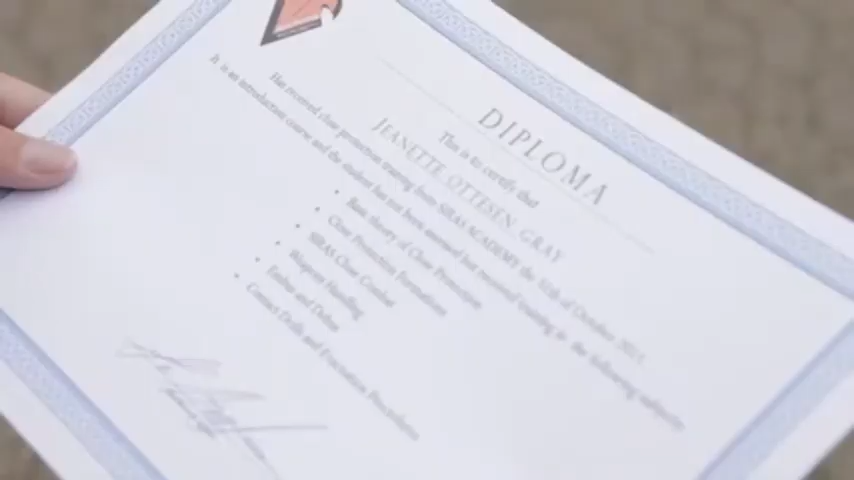 DIPLOMA
This is to certify that
JEANETTE OTTESEN GRAY
Has received close protection training from SIRAS ACADEMY the of October
It is an introduction course and the student has not been assessed but received training in the following subjects:
• Basic theory of Close Protection
• Close Protection Formations
• SIRAS Close Combat
• Weapons Handling
• Embus and Debus
• Contact Drills and Evacuation Procedures